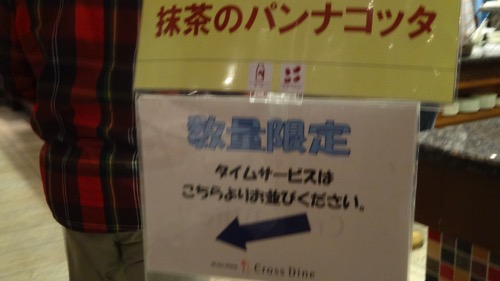 抹茶のパンナコッタ
数量限定
タイムサービスは
こちらよりお並びください。
Cross Dine